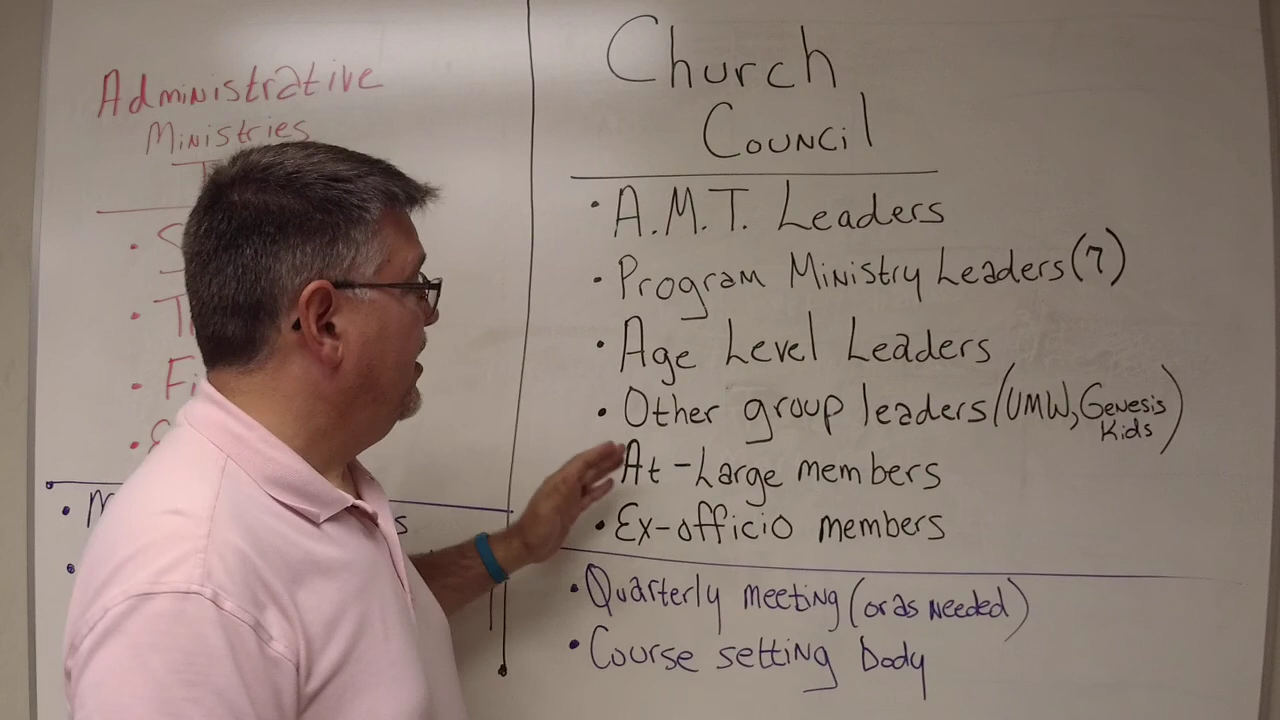 Administrative
Ministries
Church
Council
• A.M.T. Leaders
• Program Ministry Leaders (7)
• Age Level Leaders
• Other group leaders (UMW, Genesis
Kids)
At-Large members
• Ex-officio members
• Quarterly meeting (or as needed)
• Course setting body